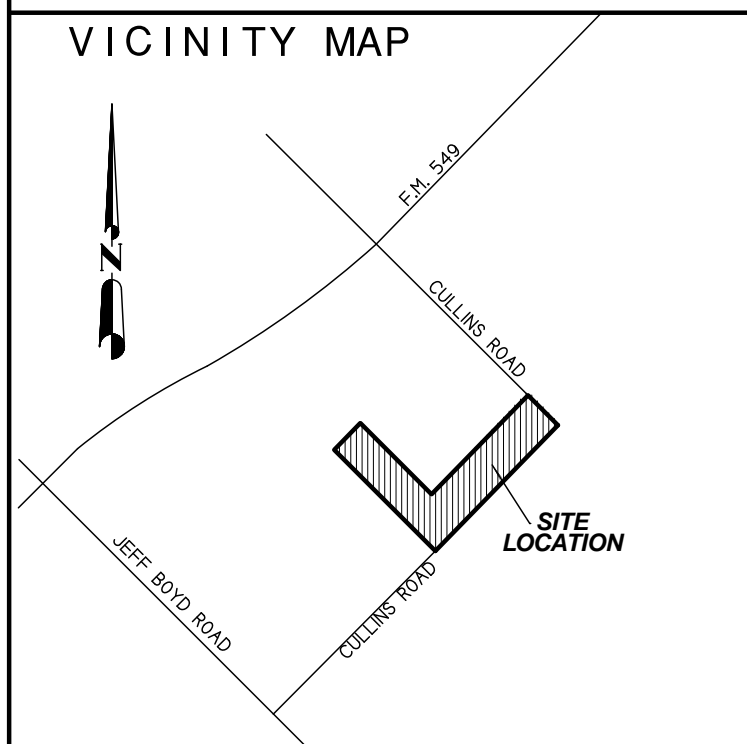 VICINITY MAP
F.M. 549
N
CULLINS ROAD
SITE
LOCATION
JEFF BOYD ROAD
CULLINS ROAD